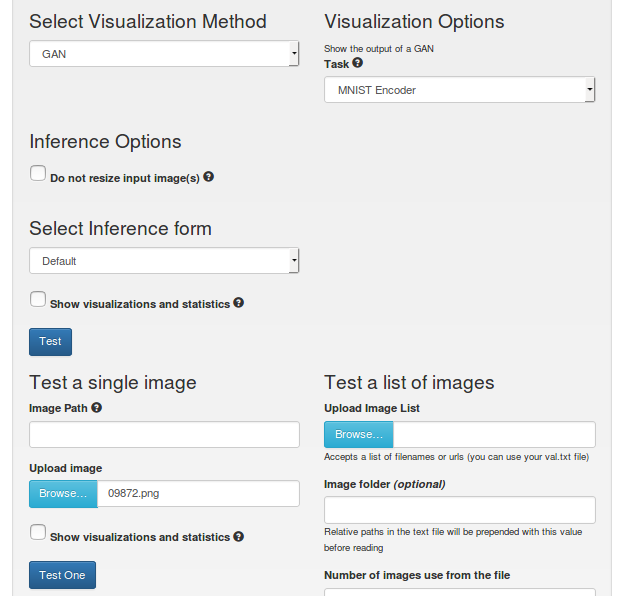 Select Visualization Method
GAN
Visualization Options
Show the output of a GAN
Task
MNIST Encoder
Inference Options
Do not resize input image(s)
Select Inference form
Default
Show visualizations and statistics
Test
Test a single image
Image Path
Upload image
Browse...
09872.png
Show visualizations and statistics
Test One
Test a list of images
Upload Image List
Browse...
Accepts a list of filenames or urls (you can use your val.txt file)
Image folder (optional)
Relative paths in the text file will be prepended with this value
before reading
Number of images use from the file